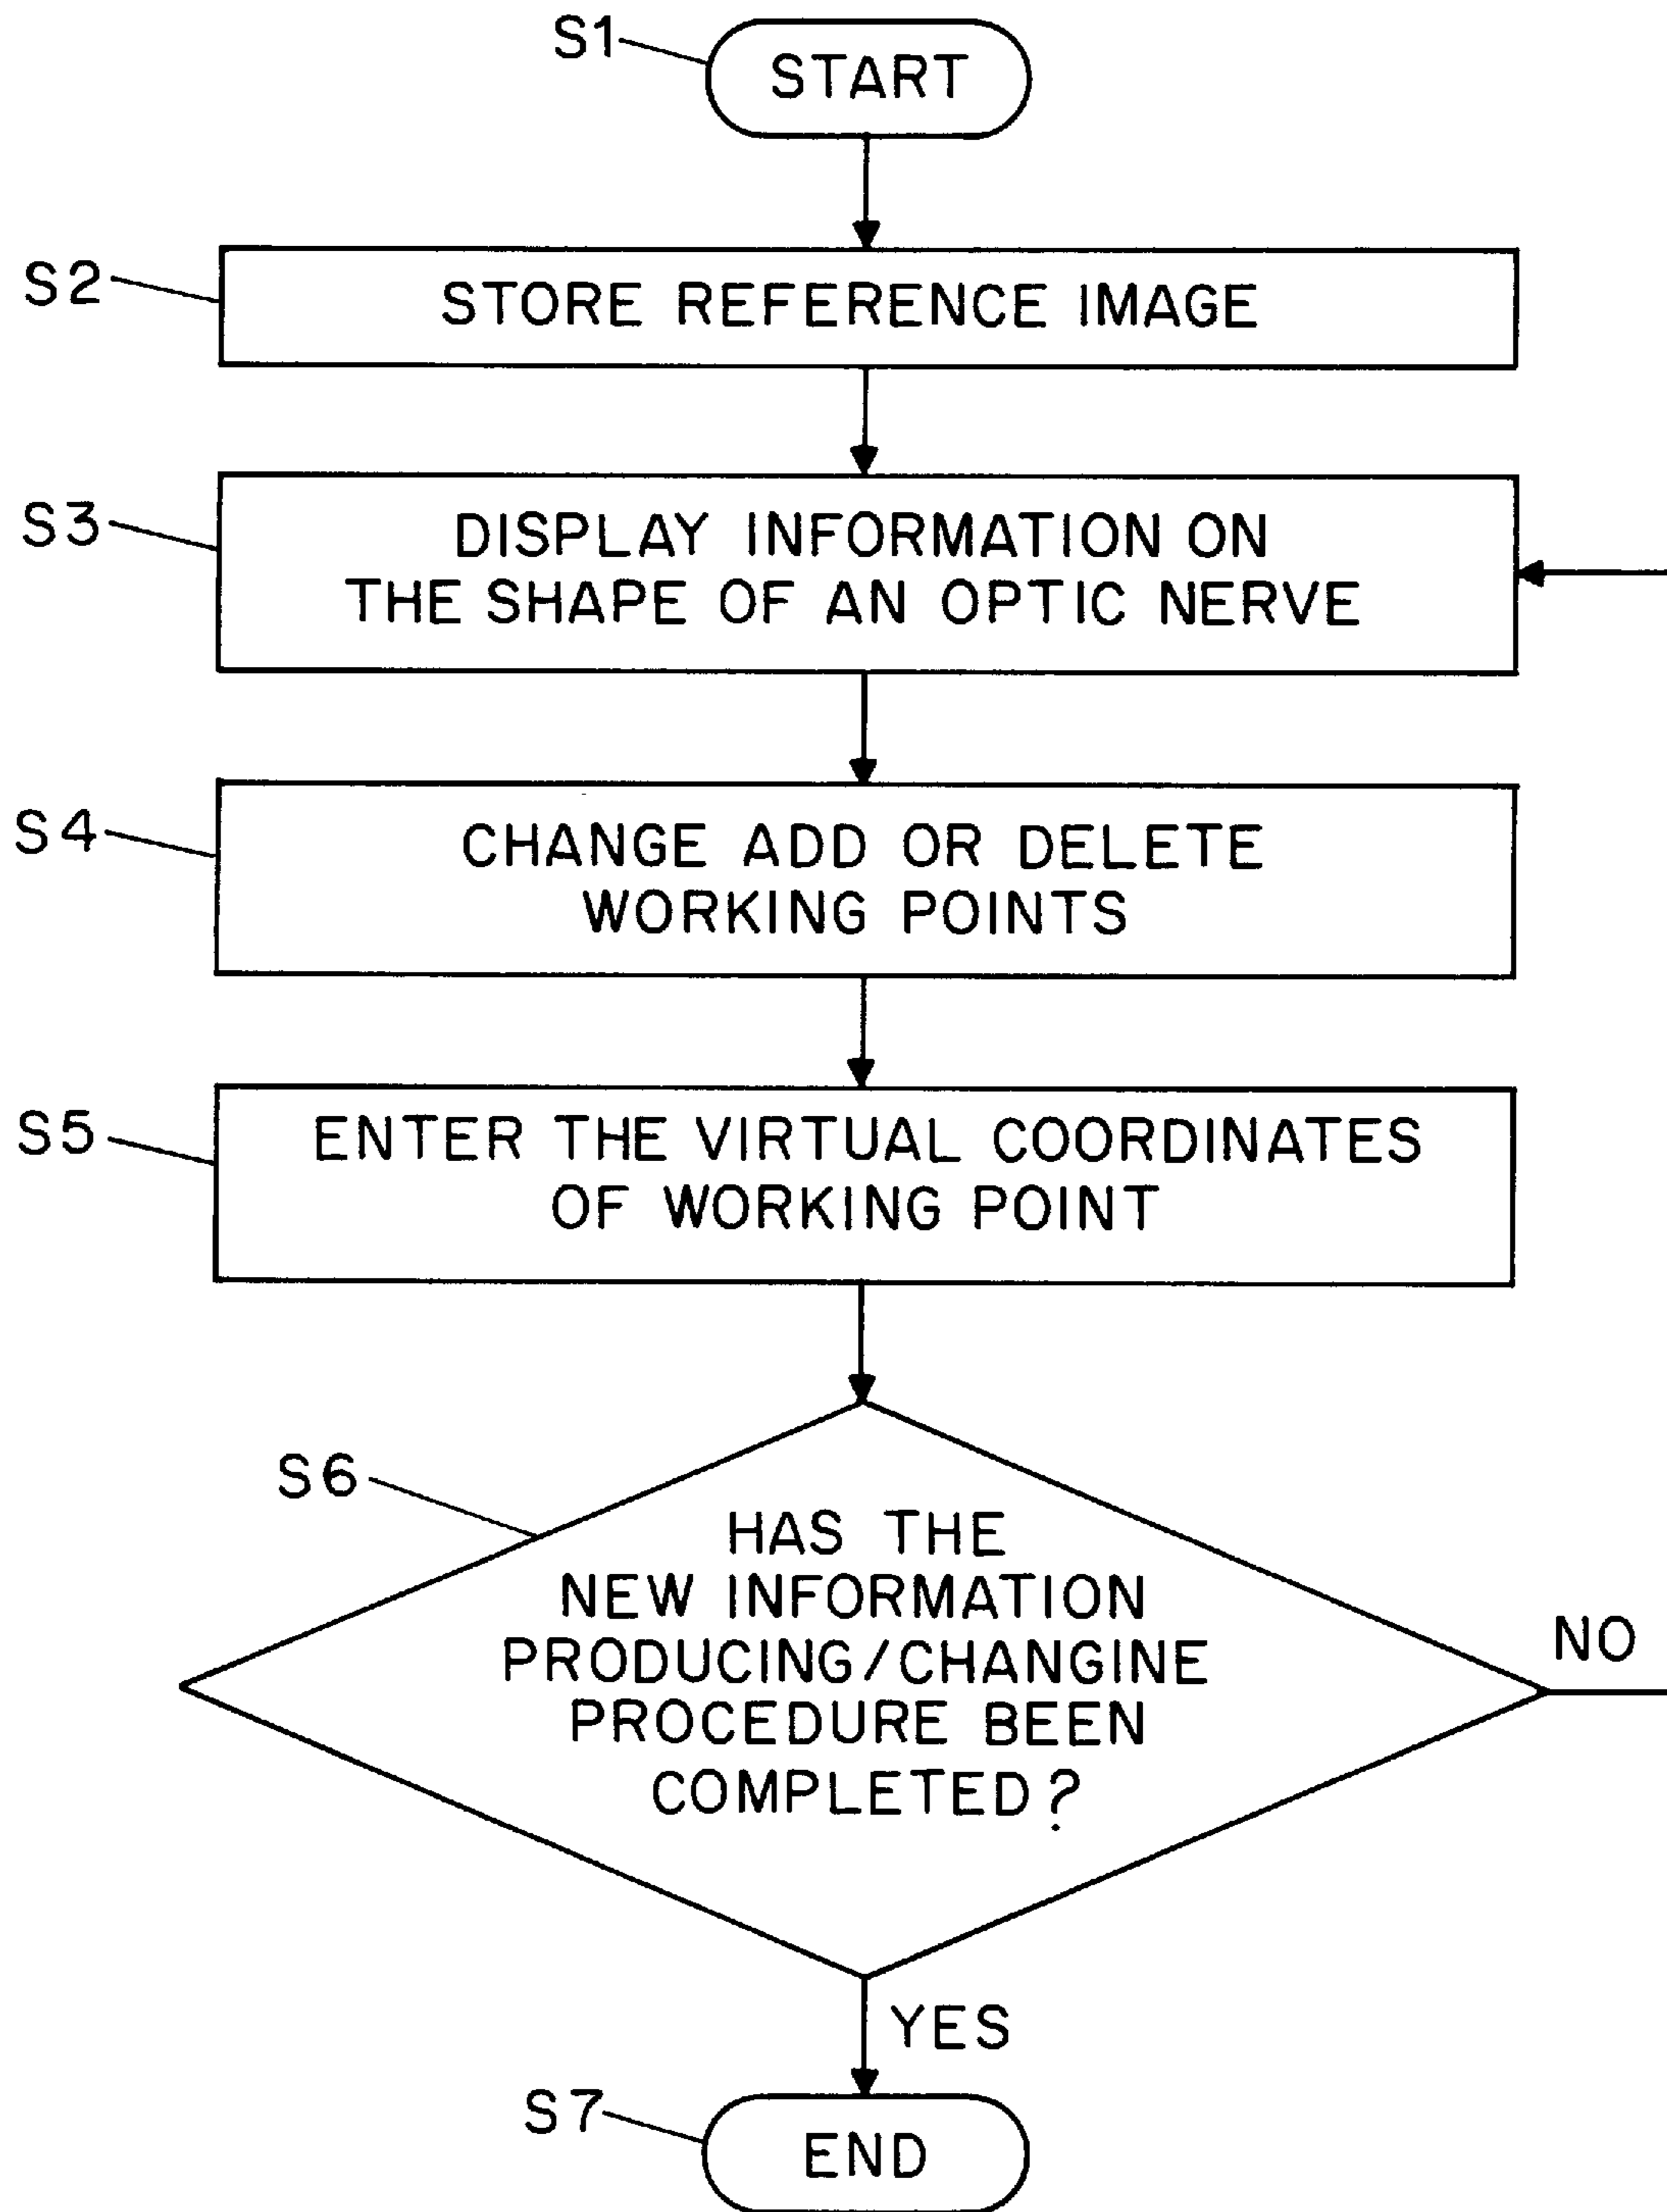 S1
START
S2
STORE REFERENCE IMAGE
S3
DISPLAY INFORMATION ON
THE SHAPE OF AN OPTIC NERVE
S4
CHANGE ADD OR DELETE
WORKING POINTS
S5
ENTER THE VIRTUAL COORDINATES
OF WORKING POINT
S6
HAS THE
NEW INFORMATION
PRODUCING/CHANGINE
PROCEDURE BEEN
COMPLETED?
NO
YES
S7
END